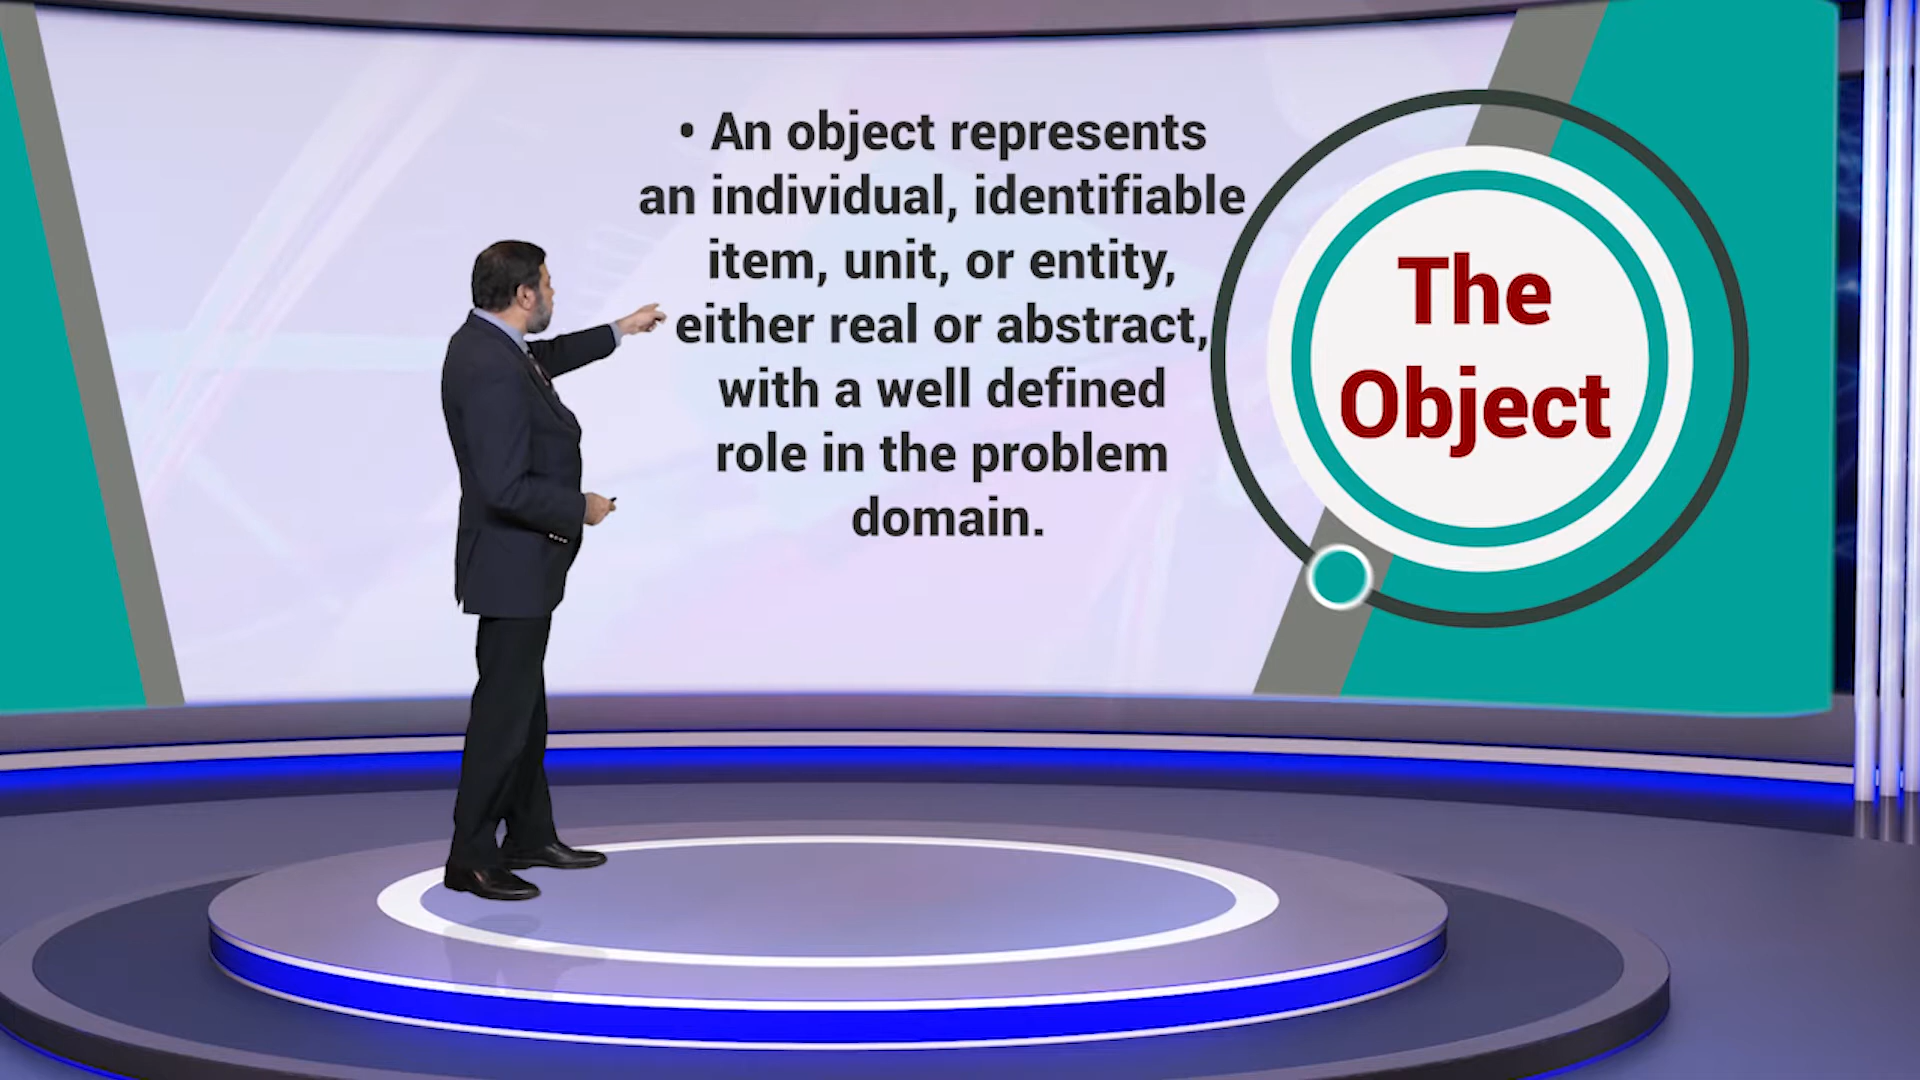 • An object represents
an individual, identifiable
item, unit, or entity,
either real or abstract,
with a well defined
role in the problem
domain.
The
Object